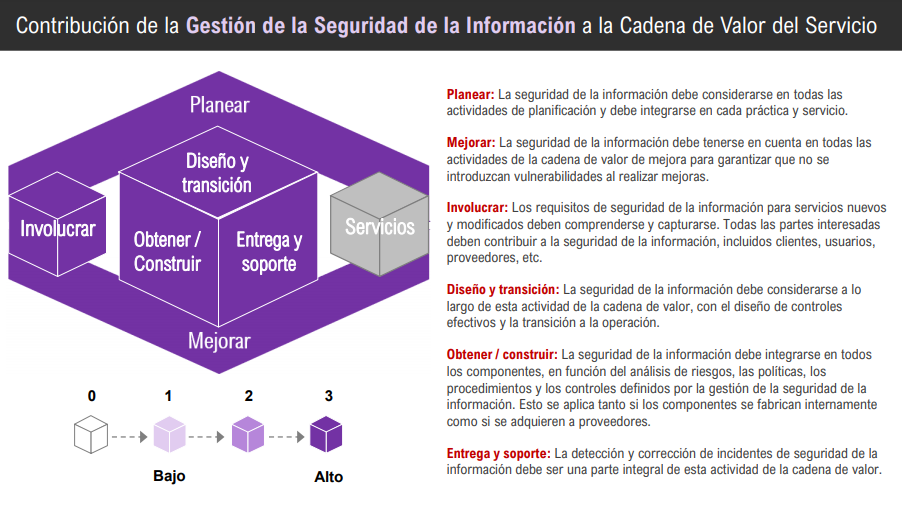 Contribución de la Gestión de la Seguridad de la Información a la Cadena de Valor del Servicio
Planear
Diseño y
transición
Involucrar
Obtener /
Construir
Entrega y
soporte
Servicios
Mejorar
0
1
2
3
Bajo
Alto
Planear: La seguridad de la información debe considerarse en todas las
actividades de planificación y debe integrarse en cada práctica y servicio.
Mejorar: La seguridad de la información debe tenerse en cuenta en todas las
actividades de la cadena de valor de mejora para garantizar que no se
introduzcan vulnerabilidades al realizar mejoras.
Involucrar: Los requisitos de seguridad de la información para servicios nuevos
y modificados deben comprenderse y capturarse. Todas las partes interesadas
deben contribuir a la seguridad de la información, incluidos clientes, usuarios,
proveedores, etc.
Diseño y transición: La seguridad de la información debe considerarse a lo
largo de esta actividad de la cadena de valor, con el diseño de controles
efectivos y la transición a la operación.
Obtener / construir: La seguridad de la información debe integrarse en todos
los componentes, en función del análisis de riesgos, las políticas, los
procedimientos y los controles definidos por la gestión de la seguridad de la
información. Esto se aplica tanto si los componentes se fabrican internamente
como si se adquieren a proveedores.
Entrega y soporte: La detección y corrección de incidentes de seguridad de la
información debe ser una parte integral de esta actividad de la cadena de valor.